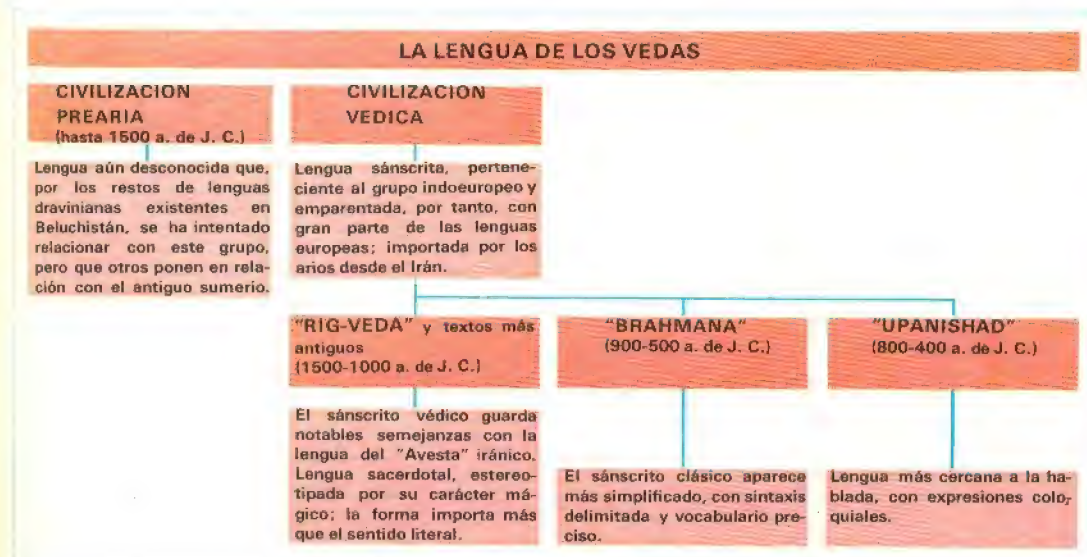 LA LENGUA DE LOS VEDAS
CIVILIZACION
PREARIA
(hasta 1500 a. de J. C.)
Lengua aún desconocida que,
por los restos de lenguas
dravinianas existentes en
Beluchistán, se ha intentado
relacionar con este grupo,
pero que otros ponen en rela-
ción con el antiguo sumerio.
CIVILIZACION
VEDICA
Lengua sánscrita, pertene-
ciente al grupo indoeuropeo y
emparentada, por tanto, con
gran parte de las lenguas
europeas; importada por los
arios desde el Irán.
"RIG-VEDA" y textos más
antiguos
(1500-1000 a. de J. C.)
El sánscrito védico guarda
notables semejanzas con la
lengua del "Avesta" iránico.
Lengua sacerdotal, estereo-
tipada por su carácter má-
gico; la forma importa más
que el sentido literal.
"BRAHMANA"
(900-500 a. de J. C.)
El sánscrito clásico aparece
más simplificado, con sintaxis
delimitada y vocabulario pre-
ciso.
"UPANISHAD"
(800-400 a. de J. C.)
Lengua más cercana a la ha-
blada, con expresiones colo-
quiales.